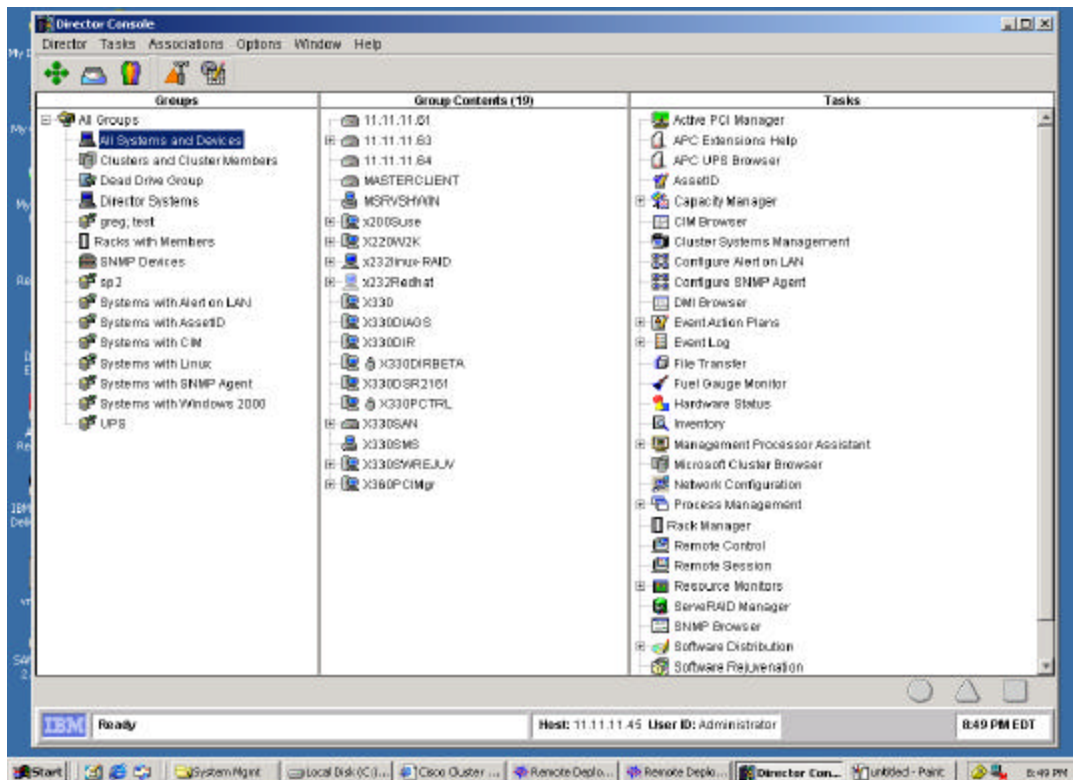 Director Console
Director Tasks Associations Options Window Help
Groups
All Groups
All Systems and Devices
Clusters and Cluster Members
Dead Drive Group
Director Systems
greg; test
Racks with Members
SNMP Devices
sp2
Systems with Alert on LAN
Systems with AssetID
Systems with CIM
Systems with Linux
Systems with SNMP Agent
Systems with Windows 2000
UPS
Group Contents (19)
11.11.11.61
11.11.11.63
11.11.11.64
MASTERCLIENT
MSRVSHWIN
x200Suse
X220W2K
x232linux-RAID
x232Redhat
X330
X330DIAGS
X330DIR
X330DIRBETA
X330DSR2161
X330PCTRL
X330SAN
X330SMS
X330SWREJUV
X360PCIMgr
Tasks
Active PCI Manager
APC Extensions Help
APC UPS Browser
AssetID
Capacity Manager
CIM Browser
Cluster Systems Management
Configure Alert on LAN
Configure SNMP Agent
DMI Browser
Event Action Plans
Event Log
File Transfer
Fuel Gauge Monitor
Hardware Status
Inventory
Management Processor Assistant
Microsoft Cluster Browser
Network Configuration
Process Management
Rack Manager
Remote Control
Remote Session
Resource Monitors
ServeRAID Manager
SNMP Browser
Software Distribution
Software Rejuvenation
IBM Ready Host: 11.11.11.45 User ID: Administrator 8:49 PM EDT
Start System Mgmt Local Disk (C:)... Cisco Cluster ... Remote Deplo... Remote Deplo... Director Con... untitled - Paint 8:49 PM